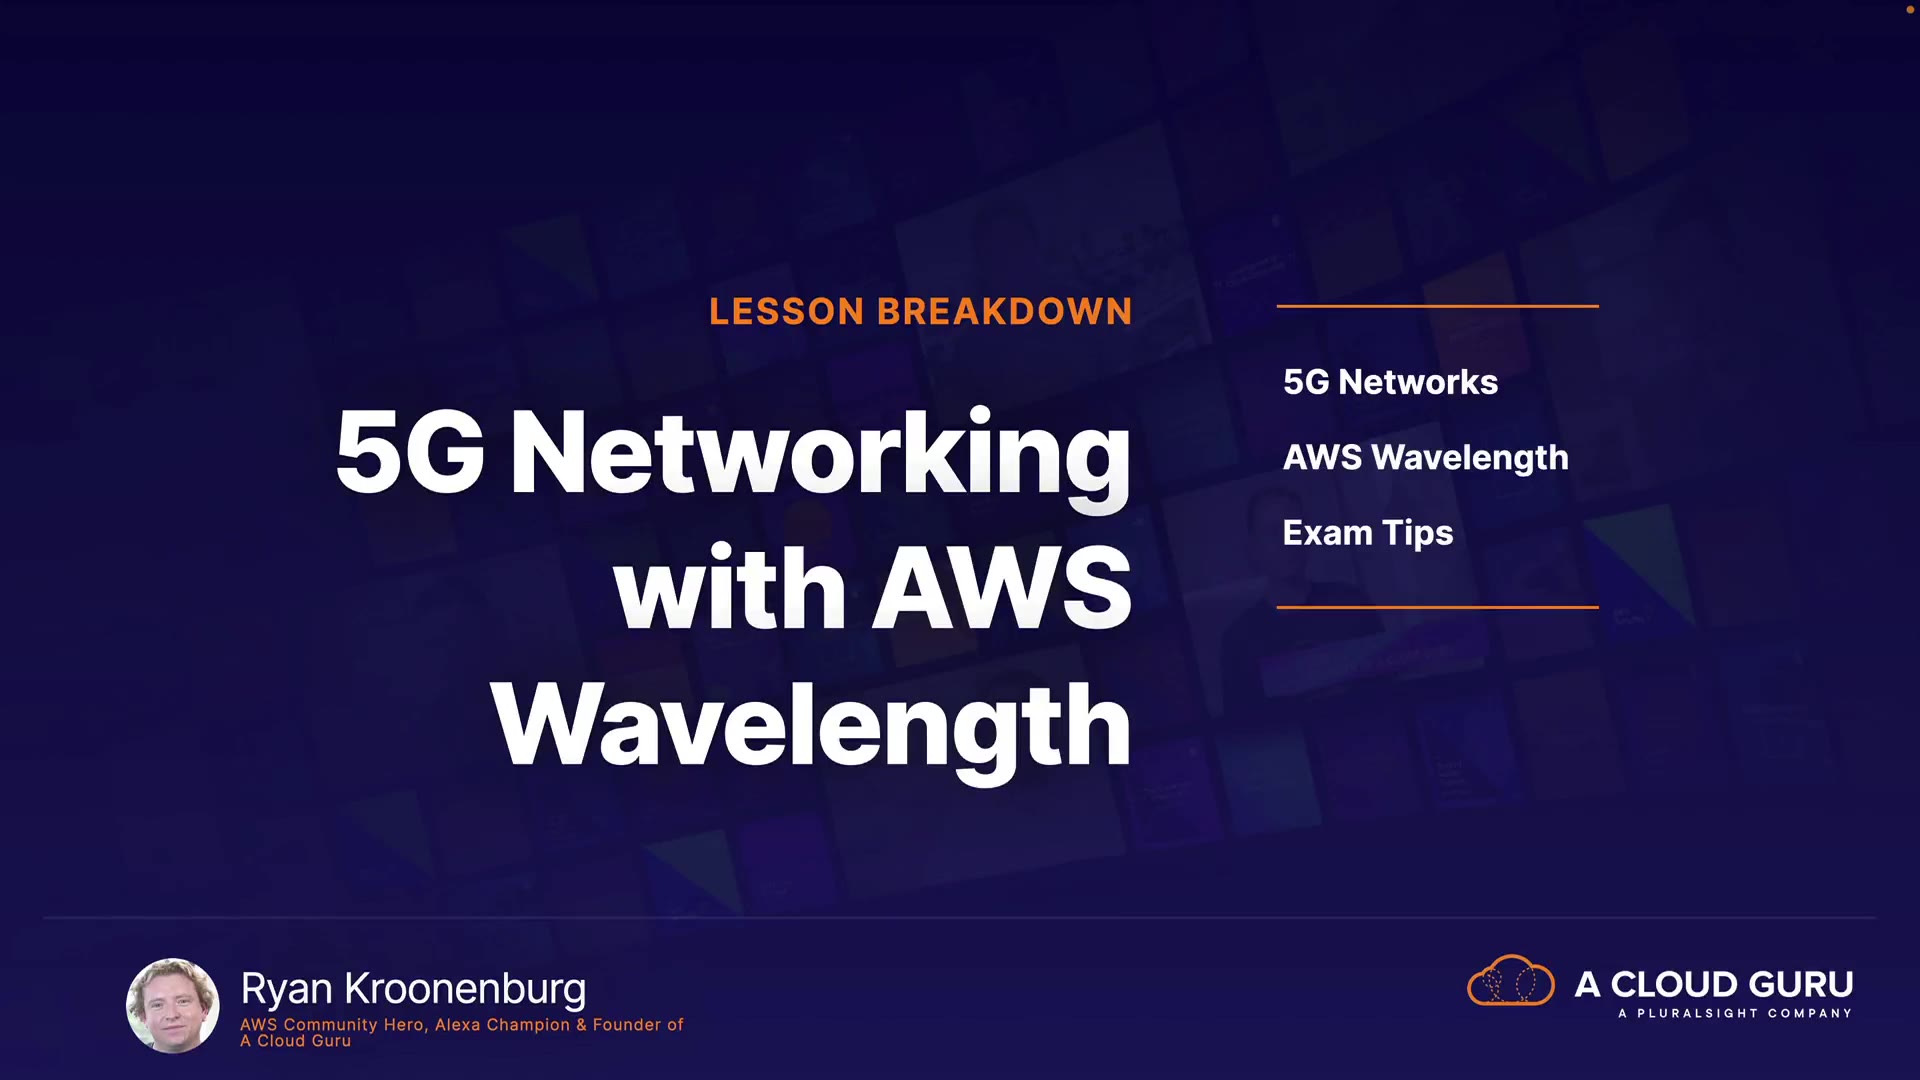 LESSON BREAKDOWN
5G Networking
with AWS
Wavelength
5G Networks
AWS Wavelength
Exam Tips
Ryan Kroonenburg
AWS Community Hero, Alexa Champion & Founder of
A Cloud Guru
A CLOUD GURU
A PLURALSIGHT COMPANY